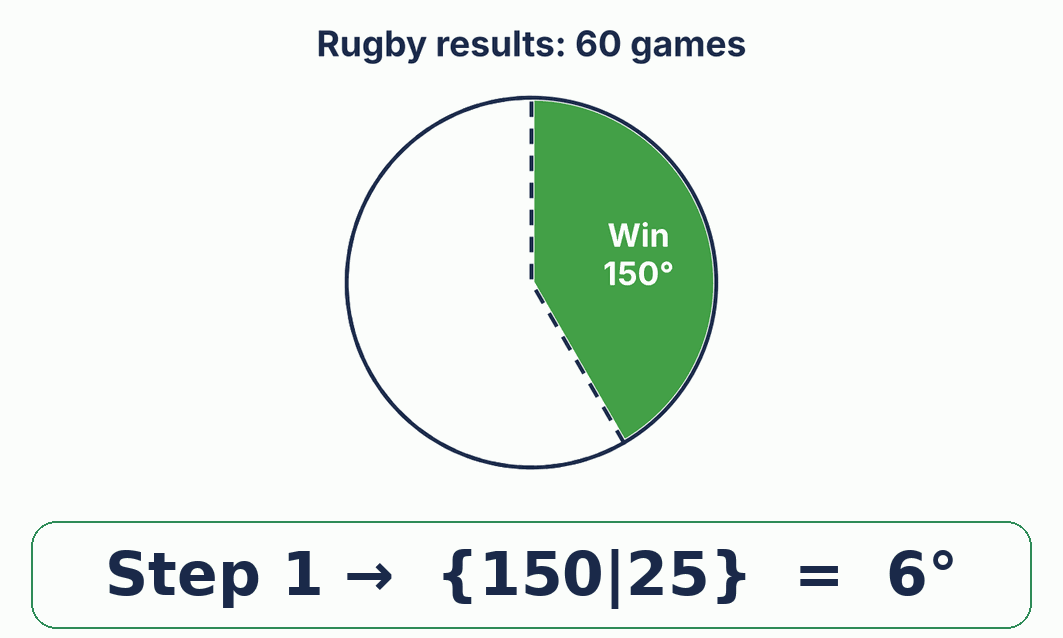 Rugby results: 60 games
Win
150°
Step 1 → {150|25} = 6°